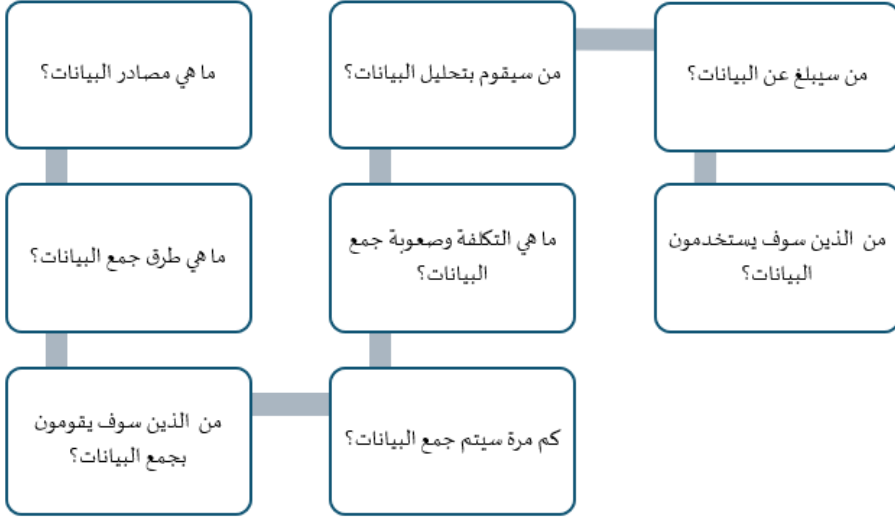 ما هي مصادر البيانات؟
ما هي طرق جمع البيانات؟
من الذين سوف يقومون
بجمع البيانات؟
كم مرة سيتم جمع البيانات؟
ما هي التكلفة وصعوبة جمع
البيانات؟
من سيقوم بتحليل البيانات؟
من سيبلغ عن البيانات؟
من الذين سوف يستخدمون
البيانات؟